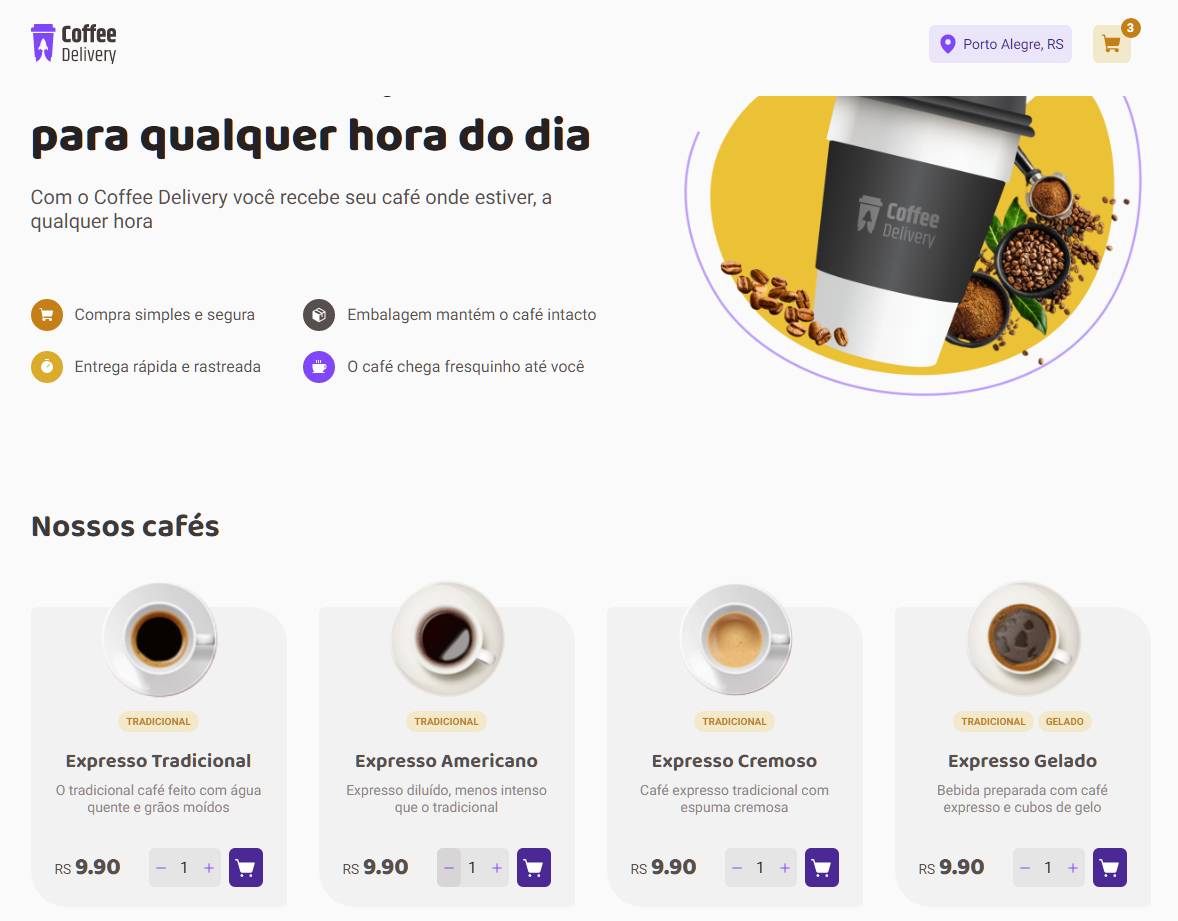 Coffee
Delivery
Porto Alegre, RS
3
para qualquer hora do dia
Com o Coffee Delivery você recebe seu café onde estiver, a
qualquer hora
Coffee
Delivery
Compra simples e segura
Embalagem mantém o café intacto
Entrega rápida e rastreada
O café chega fresquinho até você
Nossos cafés
TRADICIONAL
Expresso Tradicional
O tradicional café feito com água
quente e grãos moídos
RS 9.90 − 1 +
TRADICIONAL
Expresso Americano
Expresso diluído, menos intenso
que o tradicional
RS 9.90 − 1 +
TRADICIONAL
Expresso Cremoso
Café expresso tradicional com
espuma cremosa
RS 9.90 − 1 +
TRADICIONAL GELADO
Expresso Gelado
Bebida preparada com café
expresso e cubos de gelo
RS 9.90 − 1 +